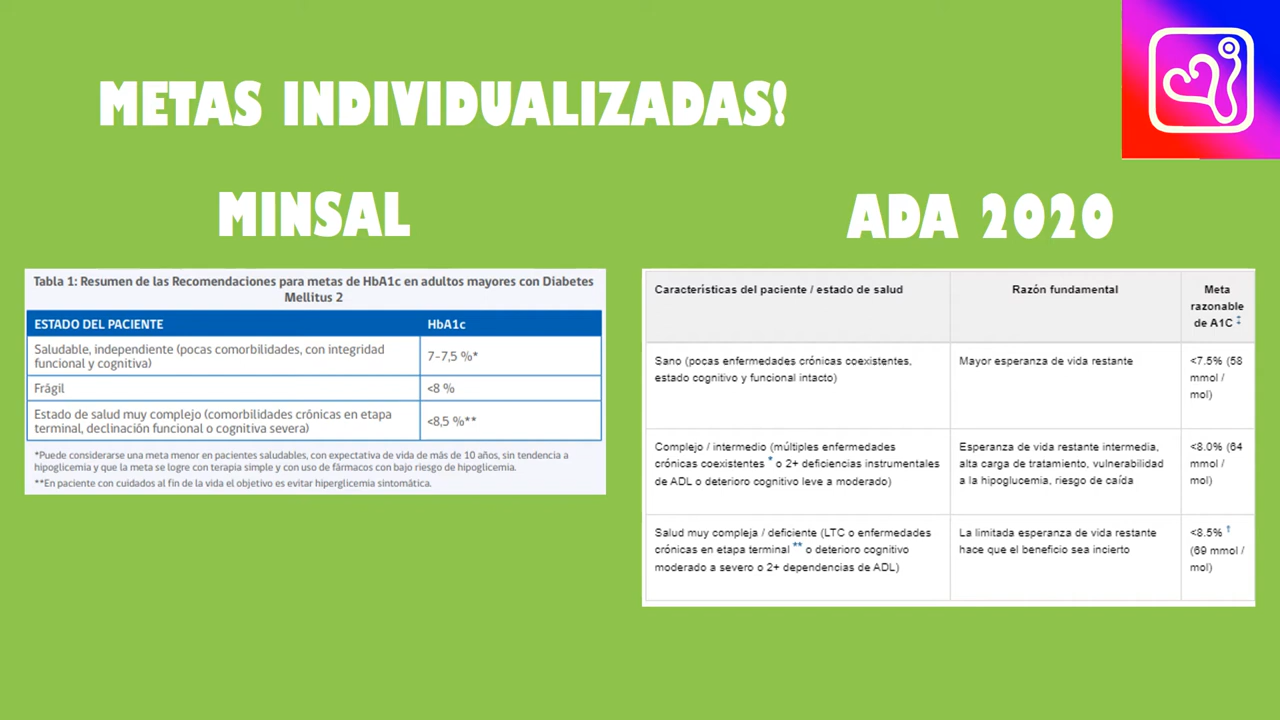 METAS INDIVIDUALIZADAS!
MINSAL
Tabla 1: Resumen de las Recomendaciones para metas de HbA1c en adultos mayores con Diabetes
Mellitus 2
ESTADO DEL PACIENTE HbA1c
Saludable, independiente (pocas comorbilidades, con integridad
funcional y cognitiva)
7-7,5 %*
Frágil <8 %
Estado de salud muy complejo (comorbilidades crónicas en etapa
terminal, declinación funcional o cognitiva severa)
<8,5 %**
*Puede considerarse una meta menor en pacientes saludables, con expectativa de vida de más de 10 años, sin tendencia a
hipoglicemia y que la meta se logre con terapia simple y con uso de fármacos con bajo riesgo de hipoglicemia.
**En paciente con cuidados al fin de la vida el objetivo es evitar hiperglicemia sintomática.
ADA 2020
Características del paciente / estado de salud
Razón fundamental
Meta
razonable
de A1C ‡
Sano (pocas enfermedades crónicas coexistentes,
estado cognitivo y funcional intacto)
Mayor esperanza de vida restante
<7.5% (58
mmol /
mol)
Complejo / intermedio (múltiples enfermedades
crónicas coexistentes * o 2+ deficiencias instrumentales
de ADL o deterioro cognitivo leve a moderado)
Esperanza de vida restante intermedia,
alta carga de tratamiento, vulnerabilidad
a la hipoglucemia, riesgo de caída
<8.0% (64
mmol /
mol)
Salud muy compleja / deficiente (LTC o enfermedades
crónicas en etapa terminal ** o deterioro cognitivo
moderado a severo o 2+ dependencias de ADL)
La limitada esperanza de vida restante
hace que el beneficio sea incierto
<8.5% †
(69 mmol /
mol)